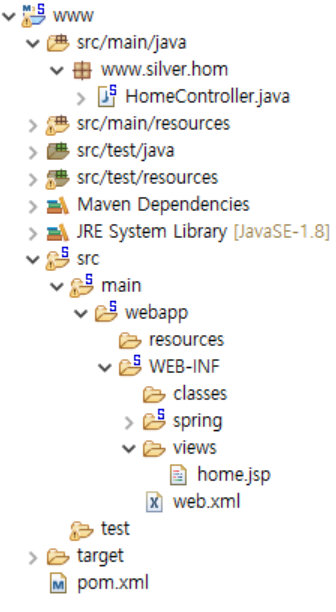 www
src/main/java
www.silver.hom
HomeController.java
src/main/resources
src/test/java
src/test/resources
Maven Dependencies
JRE System Library [JavaSE-1.8]
src
main
webapp
resources
WEB-INF
classes
spring
views
home.jsp
web.xml
test
target
pom.xml